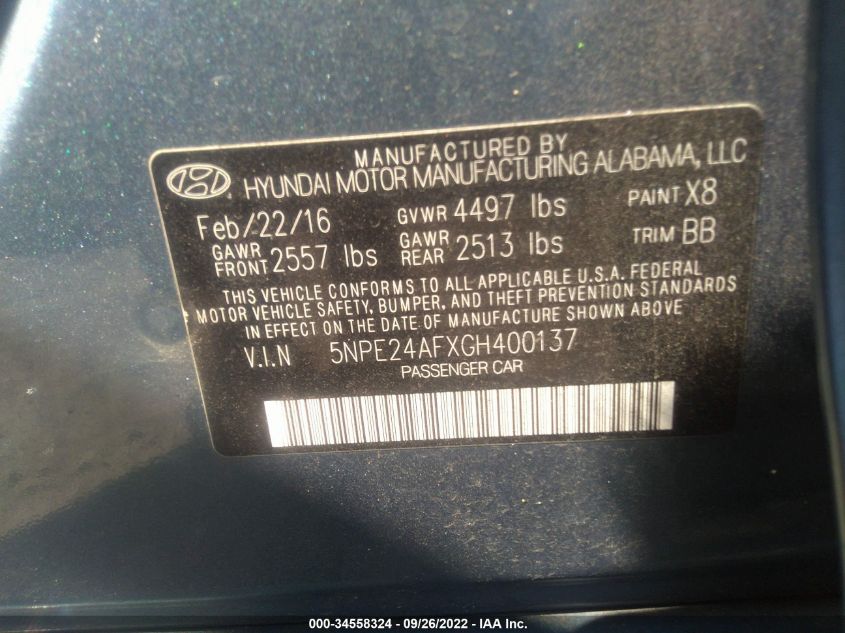 MANUFACTURED BY
HYUNDAI MOTOR MANUFACTURING ALABAMA, LLC
Feb/22/16 GVWR 4497 lbs PAINT X8
GAWR FRONT 2557 lbs GAWR REAR 2513 lbs TRIM BB
THIS VEHICLE CONFORMS TO ALL APPLICABLE U.S.A. FEDERAL
MOTOR VEHICLE SAFETY, BUMPER, AND THEFT PREVENTION STANDARDS
IN EFFECT ON THE DATE OF MANUFACTURE SHOWN ABOVE
V.I.N 5NPE24AFXGH400137
PASSENGER CAR
000-34558324 - 09/26/2022 - IAA Inc.